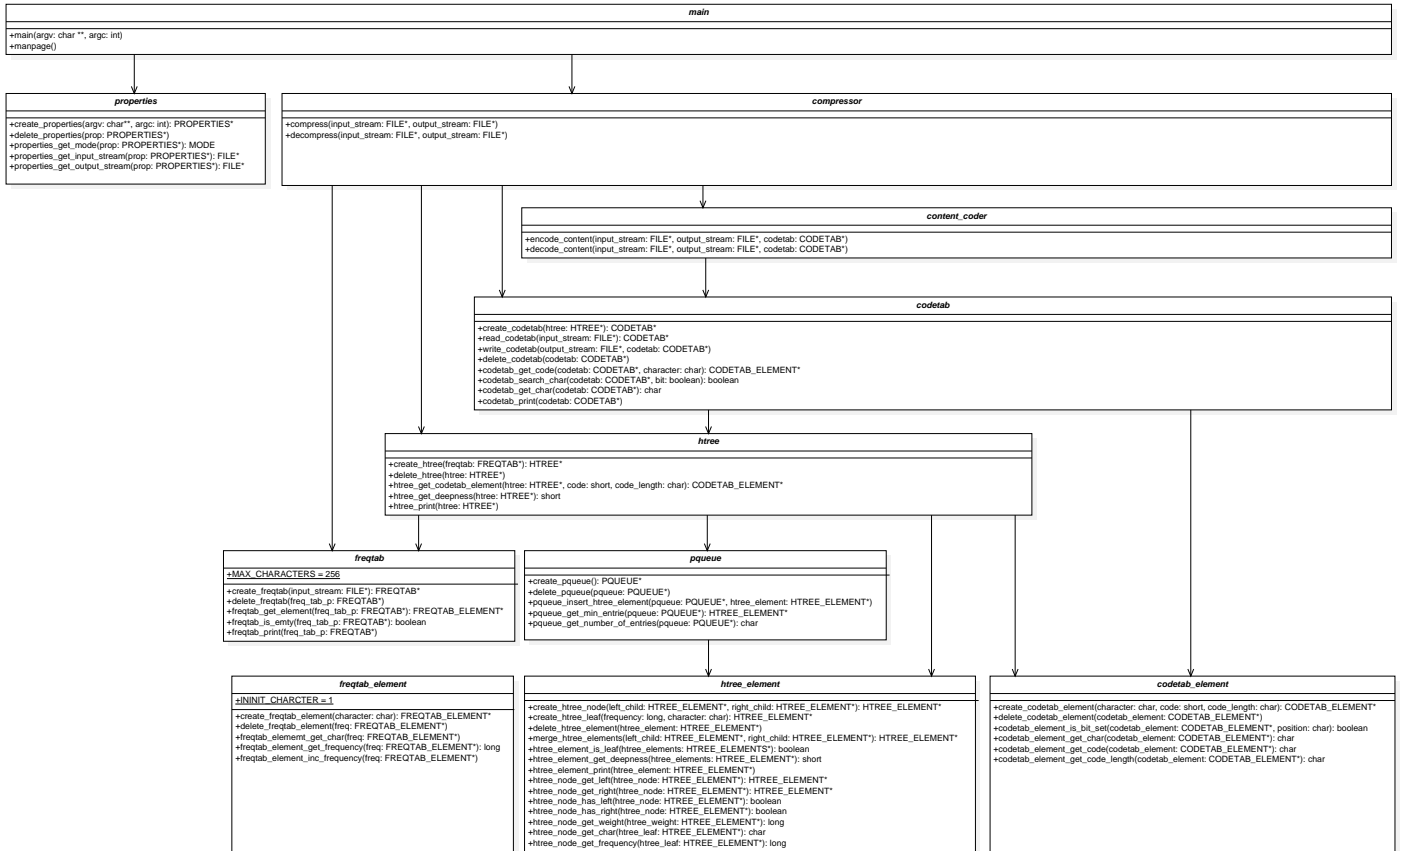 main
+main(argv: char **, argc: int)
+manpage()
properties
+create_properties(argv: char**, argc: int): PROPERTIES*
+delete_properties(prop: PROPERTIES*)
+properties_get_mode(prop: PROPERTIES*): MODE
+properties_get_input_stream(prop: PROPERTIES*): FILE*
+properties_get_output_stream(prop: PROPERTIES*): FILE*
compressor
+compress(input_stream: FILE*, output_stream: FILE*)
+decompress(input_stream: FILE*, output_stream: FILE*)
content_coder
+encode_content(input_stream: FILE*, output_stream: FILE*, codetab: CODETAB*)
+decode_content(input_stream: FILE*, output_stream: FILE*, codetab: CODETAB*)
codetab
+create_codetab(htree: HTREE*): CODETAB*
+read_codetab(input_stream: FILE*): CODETAB*
+write_codetab(output_stream: FILE*, codetab: CODETAB*)
+delete_codetab(codetab: CODETAB*)
+codetab_get_code(codetab: CODETAB*, character: char): CODETAB_ELEMENT*
+codetab_search_char(codetab: CODETAB*, bit: boolean): boolean
+codetab_get_char(codetab: CODETAB*): char
+codetab_print(codetab: CODETAB*)
htree
+create_htree(freqtab: FREQTAB*): HTREE*
+delete_htree(htree: HTREE*)
+htree_get_codetab_element(htree: HTREE*, code: short, code_length: char): CODETAB_ELEMENT*
+htree_get_deepness(htree: HTREE*): short
+htree_print(htree: HTREE*)
freqtab
+MAX_CHARACTERS = 256
+create_freqtab(input_stream: FILE*): FREQTAB*
+delete_freqtab(freq_tab_p: FREQTAB*)
+freqtab_get_element(freq_tab_p: FREQTAB*): FREQTAB_ELEMENT*
+freqtab_is_emty(freq_tab_p: FREQTAB*): boolean
+freqtab_print(freq_tab_p: FREQTAB*)
pqueue
+create_pqueue(): PQUEUE*
+delete_pqueue(pqueue: PQUEUE*)
+pqueue_insert_htree_element(pqueue: PQUEUE*, htree_element: HTREE_ELEMENT*)
+pqueue_get_min_entrie(pqueue: PQUEUE*): HTREE_ELEMENT*
+pqueue_get_number_of_entries(pqueue: PQUEUE*): char
freqtab_element
+ININIT_CHARCTER = 1
+create_freqtab_element(character: char): FREQTAB_ELEMENT*
+delete_freqtab_element(freq: FREQTAB_ELEMENT*)
+freqtab_elememt_get_char(freq: FREQTAB_ELEMENT*)
+freqtab_element_get_frequency(freq: FREQTAB_ELEMENT*): long
+freqtab_element_inc_frequency(freq: FREQTAB_ELEMENT*)
htree_element
+create_htree_node(left_child: HTREE_ELEMENT*, right_child: HTREE_ELEMENT*): HTREE_ELEMENT*
+create_htree_leaf(frequency: long, character: char): HTREE_ELEMENT*
+delete_htree_element(htree_element: HTREE_ELEMENT*)
+merge_htree_elements(left_child: HTREE_ELEMENT*, right_child: HTREE_ELEMENT*): HTREE_ELEMENT*
+htree_element_is_leaf(htree_elements: HTREE_ELEMENTS*): boolean
+htree_element_get_deepness(htree_elements: HTREE_ELEMENT*): short
+htree_element_print(htree_element: HTREE_ELEMENT*)
+htree_node_get_left(htree_node: HTREE_ELEMENT*): HTREE_ELEMENT*
+htree_node_get_right(htree_node: HTREE_ELEMENT*): HTREE_ELEMENT*
+htree_node_has_left(htree_node: HTREE_ELEMENT*): boolean
+htree_node_has_right(htree_node: HTREE_ELEMENT*): boolean
+htree_node_get_weight(htree_weight: HTREE_ELEMENT*): long
+htree_node_get_char(htree_leaf: HTREE_ELEMENT*): char
+htree_node_get_frequency(htree_leaf: HTREE_ELEMENT*): long
codetab_element
+create_codetab_element(character: char, code: short, code_length: char): CODETAB_ELEMENT*
+delete_codetab_element(codetab_element: CODETAB_ELEMENT*)
+codetab_element_is_bit_set(codetab_element: CODETAB_ELEMENT*, position: char): boolean
+codetab_element_get_char(codetab_element: CODETAB_ELEMENT*): char
+codetab_element_get_code(codetab_element: CODETAB_ELEMENT*): char
+codetab_element_get_code_length(codetab_element: CODETAB_ELEMENT*): char